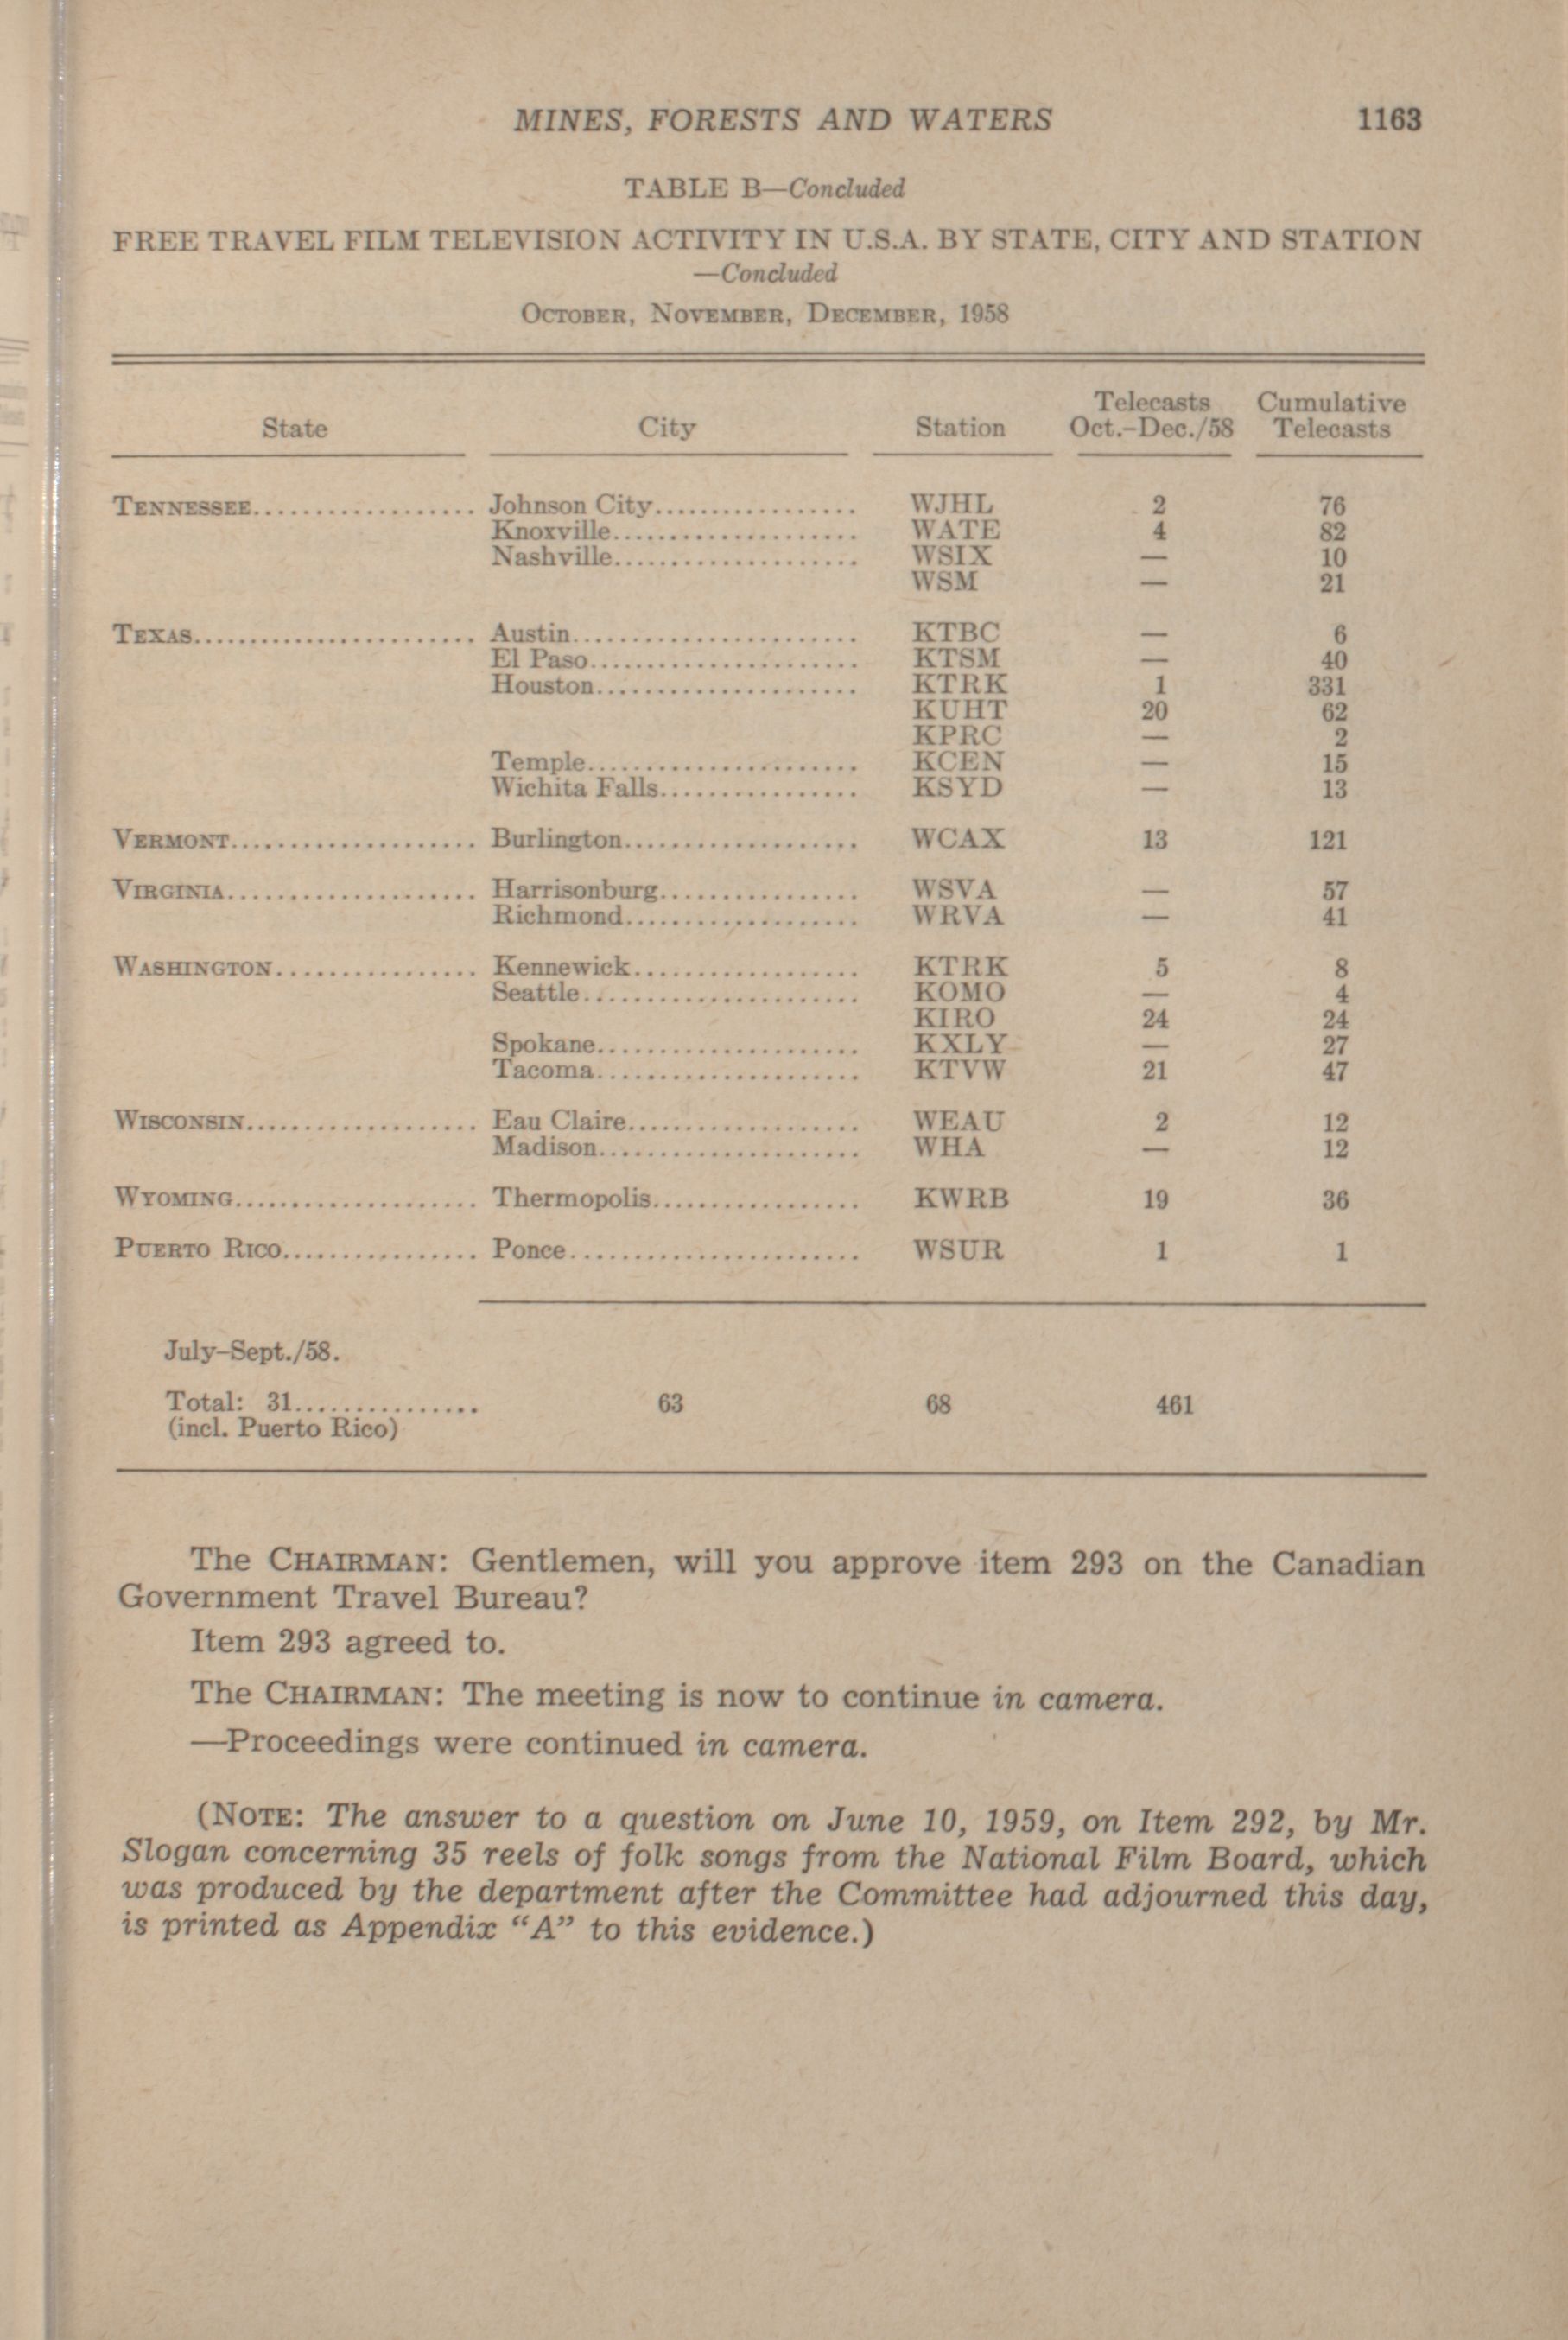 MINES, FORESTS AND WATERS 1163
TABLE B—Concluded
FREE TRAVEL FILM TELEVISION ACTIVITY IN U.S.A. BY STATE, CITY AND STATION
—Concluded
OCTOBER, NOVEMBER, DECEMBER, 1958
State City Station Telecasts Oct.–Dec./58 Cumulative Telecasts
TENNESSEE.................. Johnson City................. WJHL 2 76
Knoxville..................... WATE 4 82
Nashville..................... WSIX — 10
WSM — 21
TEXAS........................ Austin........................ KTBC — 6
El Paso....................... KTSM — 40
Houston...................... KTRK 1 331
KUHT 20 62
KPRC — 2
Temple....................... KCEN — 15
Wichita Falls................. KSYD — 13
VERMONT..................... Burlington.................... WCAX 13 121
VIRGINIA..................... Harrisonburg................. WSVA — 57
Richmond.................... WRVA — 41
WASHINGTON................. Kennewick................... KTRK 5 8
Seattle....................... KOMO — 4
KIRO 24 24
Spokane...................... KXLY — 27
Tacoma...................... KTVW 21 47
WISCONSIN.................... Eau Claire.................... WEAU 2 12
Madison...................... WHA — 12
WYOMING..................... Thermopolis.................. KWRB 19 36
PUERTO RICO................. Ponce........................ WSUR 1 1
July–Sept./58.
Total: 31................ 63 68 461
(incl. Puerto Rico)
The CHAIRMAN: Gentlemen, will you approve item 293 on the Canadian
Government Travel Bureau?
Item 293 agreed to.
The CHAIRMAN: The meeting is now to continue in camera.
—Proceedings were continued in camera.
(NOTE: The answer to a question on June 10, 1959, on Item 292, by Mr.
Slogan concerning 35 reels of folk songs from the National Film Board, which
was produced by the department after the Committee had adjourned this day,
is printed as Appendix “A” to this evidence.)